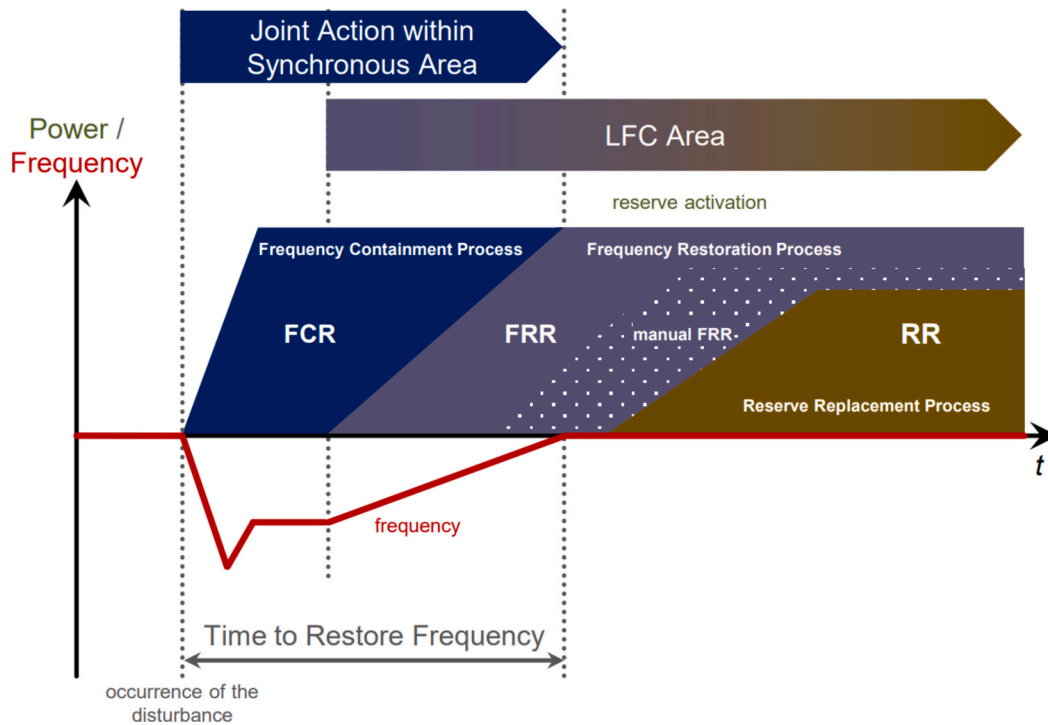 Joint Action within
Synchronous Area
LFC Area
Power /
Frequency
reserve activation
Frequency Containment Process
Frequency Restoration Process
FCR
FRR
manual FRR
RR
Reserve Replacement Process
t
frequency
Time to Restore Frequency
occurrence of the
disturbance